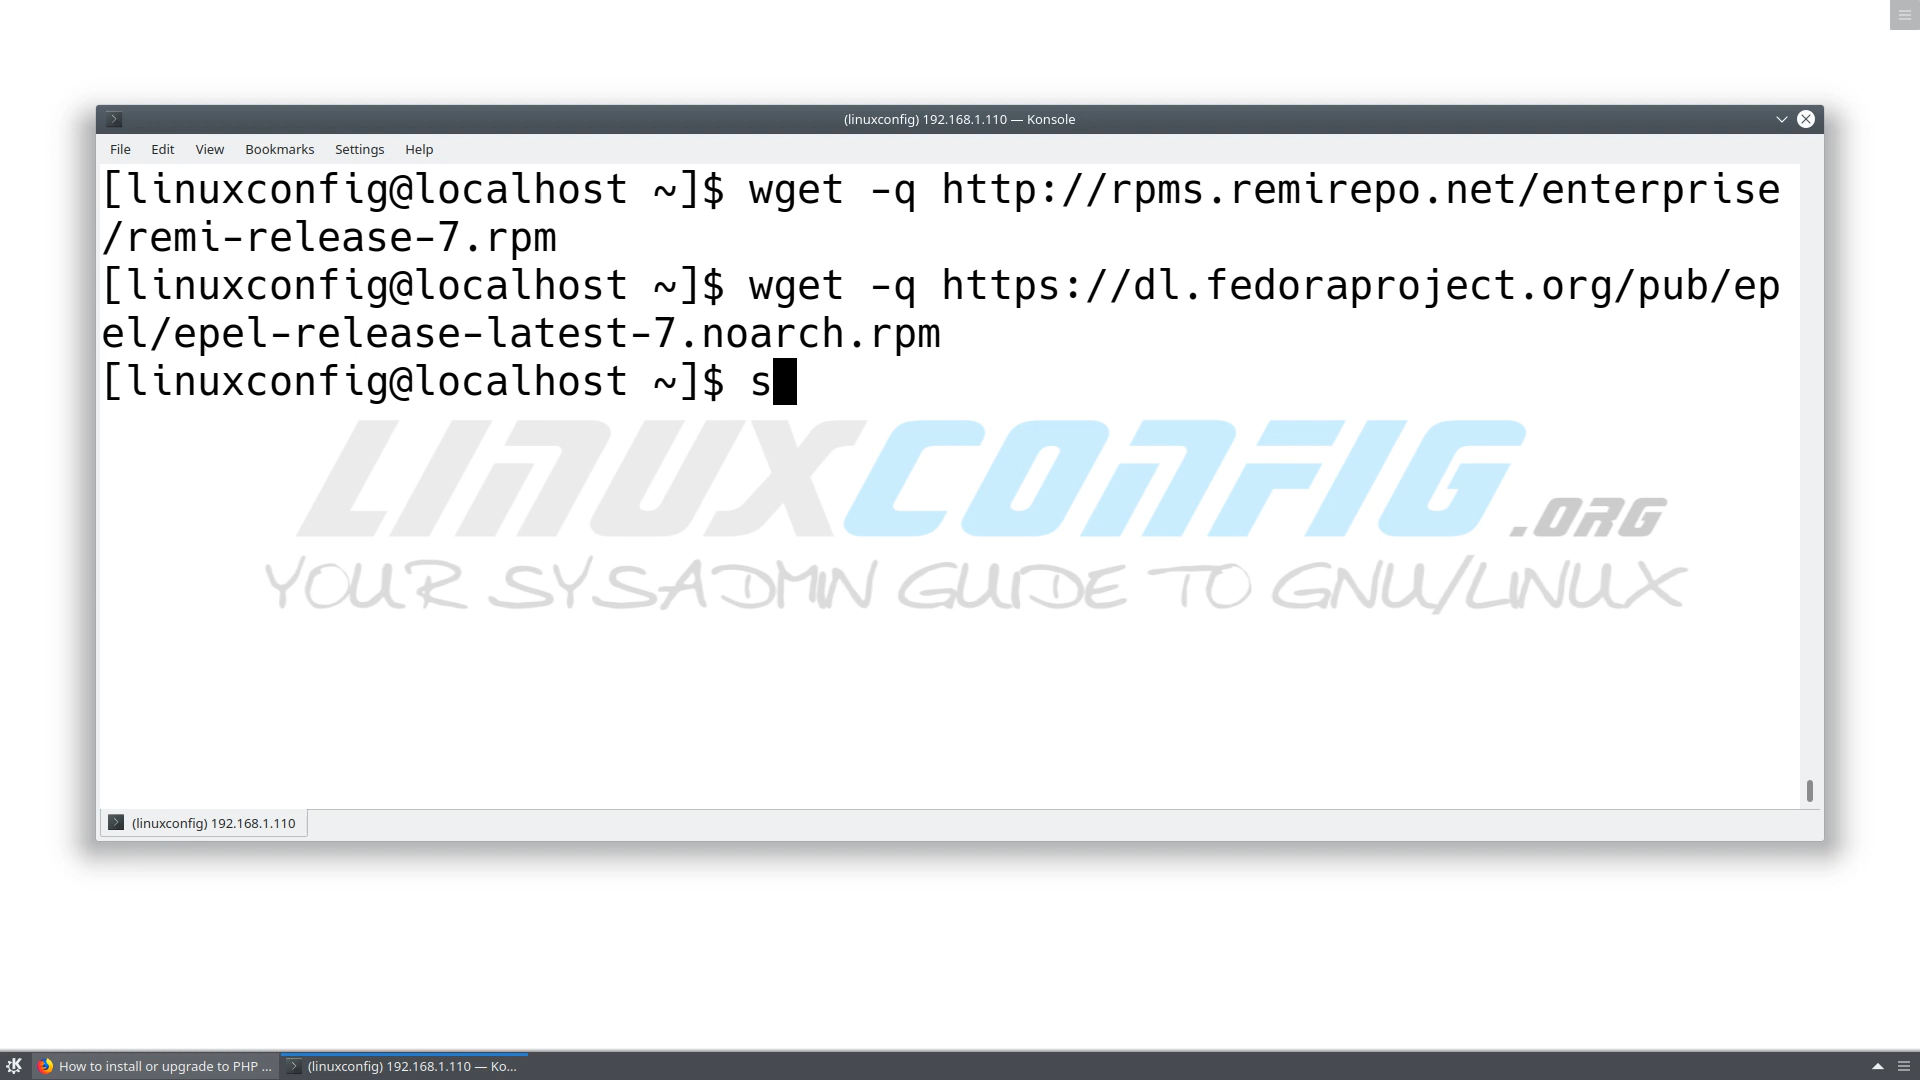 (linuxconfig) 192.168.1.110 — Konsole
File Edit View Bookmarks Settings Help
[linuxconfig@localhost ~]$ wget -q http://rpms.remirepo.net/enterprise
/remi-release-7.rpm
[linuxconfig@localhost ~]$ wget -q https://dl.fedoraproject.org/pub/ep
el/epel-release-latest-7.noarch.rpm
[linuxconfig@localhost ~]$ s
LINUXCONFIG.ORG
YOUR SYSADMIN GUIDE TO GNU/LINUX
(linuxconfig) 192.168.1.110
How to install or upgrade to PHP ... (linuxconfig) 192.168.1.110 — Ko...